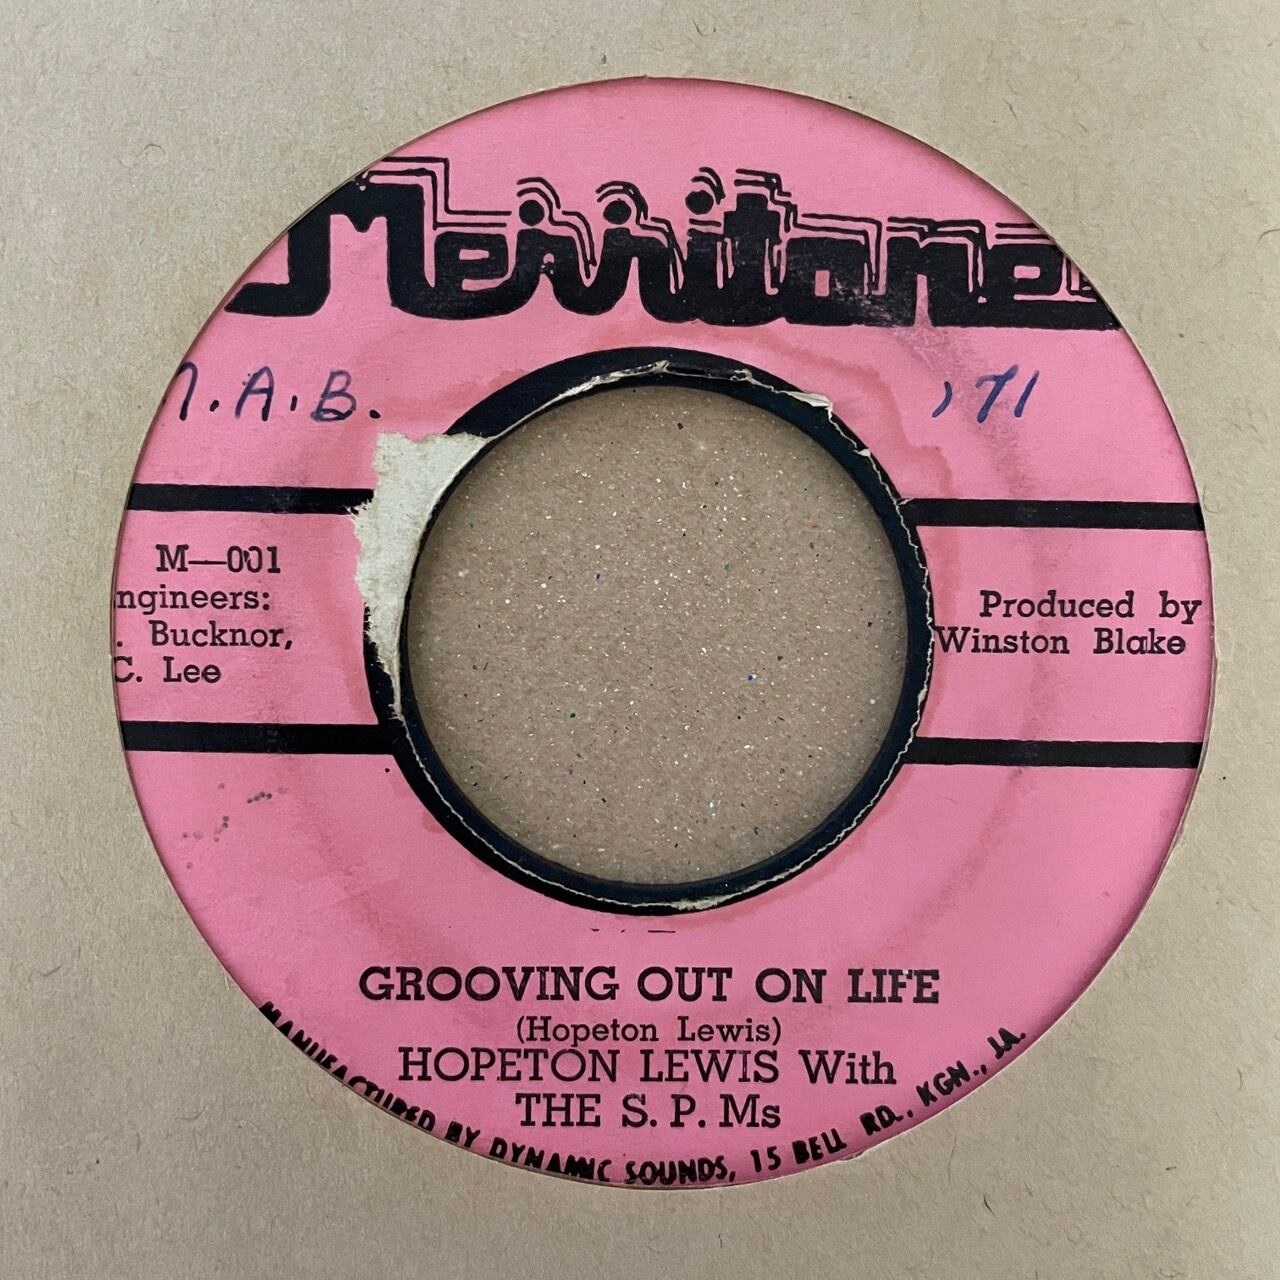 Merritone
.A.B.
,71
M—001
ngineers:
. Bucknor,
C. Lee
Produced by
Winston Blake
GROOVING OUT ON LIFE
(Hopeton Lewis)
HOPETON LEWIS With
THE S. P. Ms
MANUFACTURED BY DYNAMIC SOUNDS, 15 BELL RD., KGN., JA.